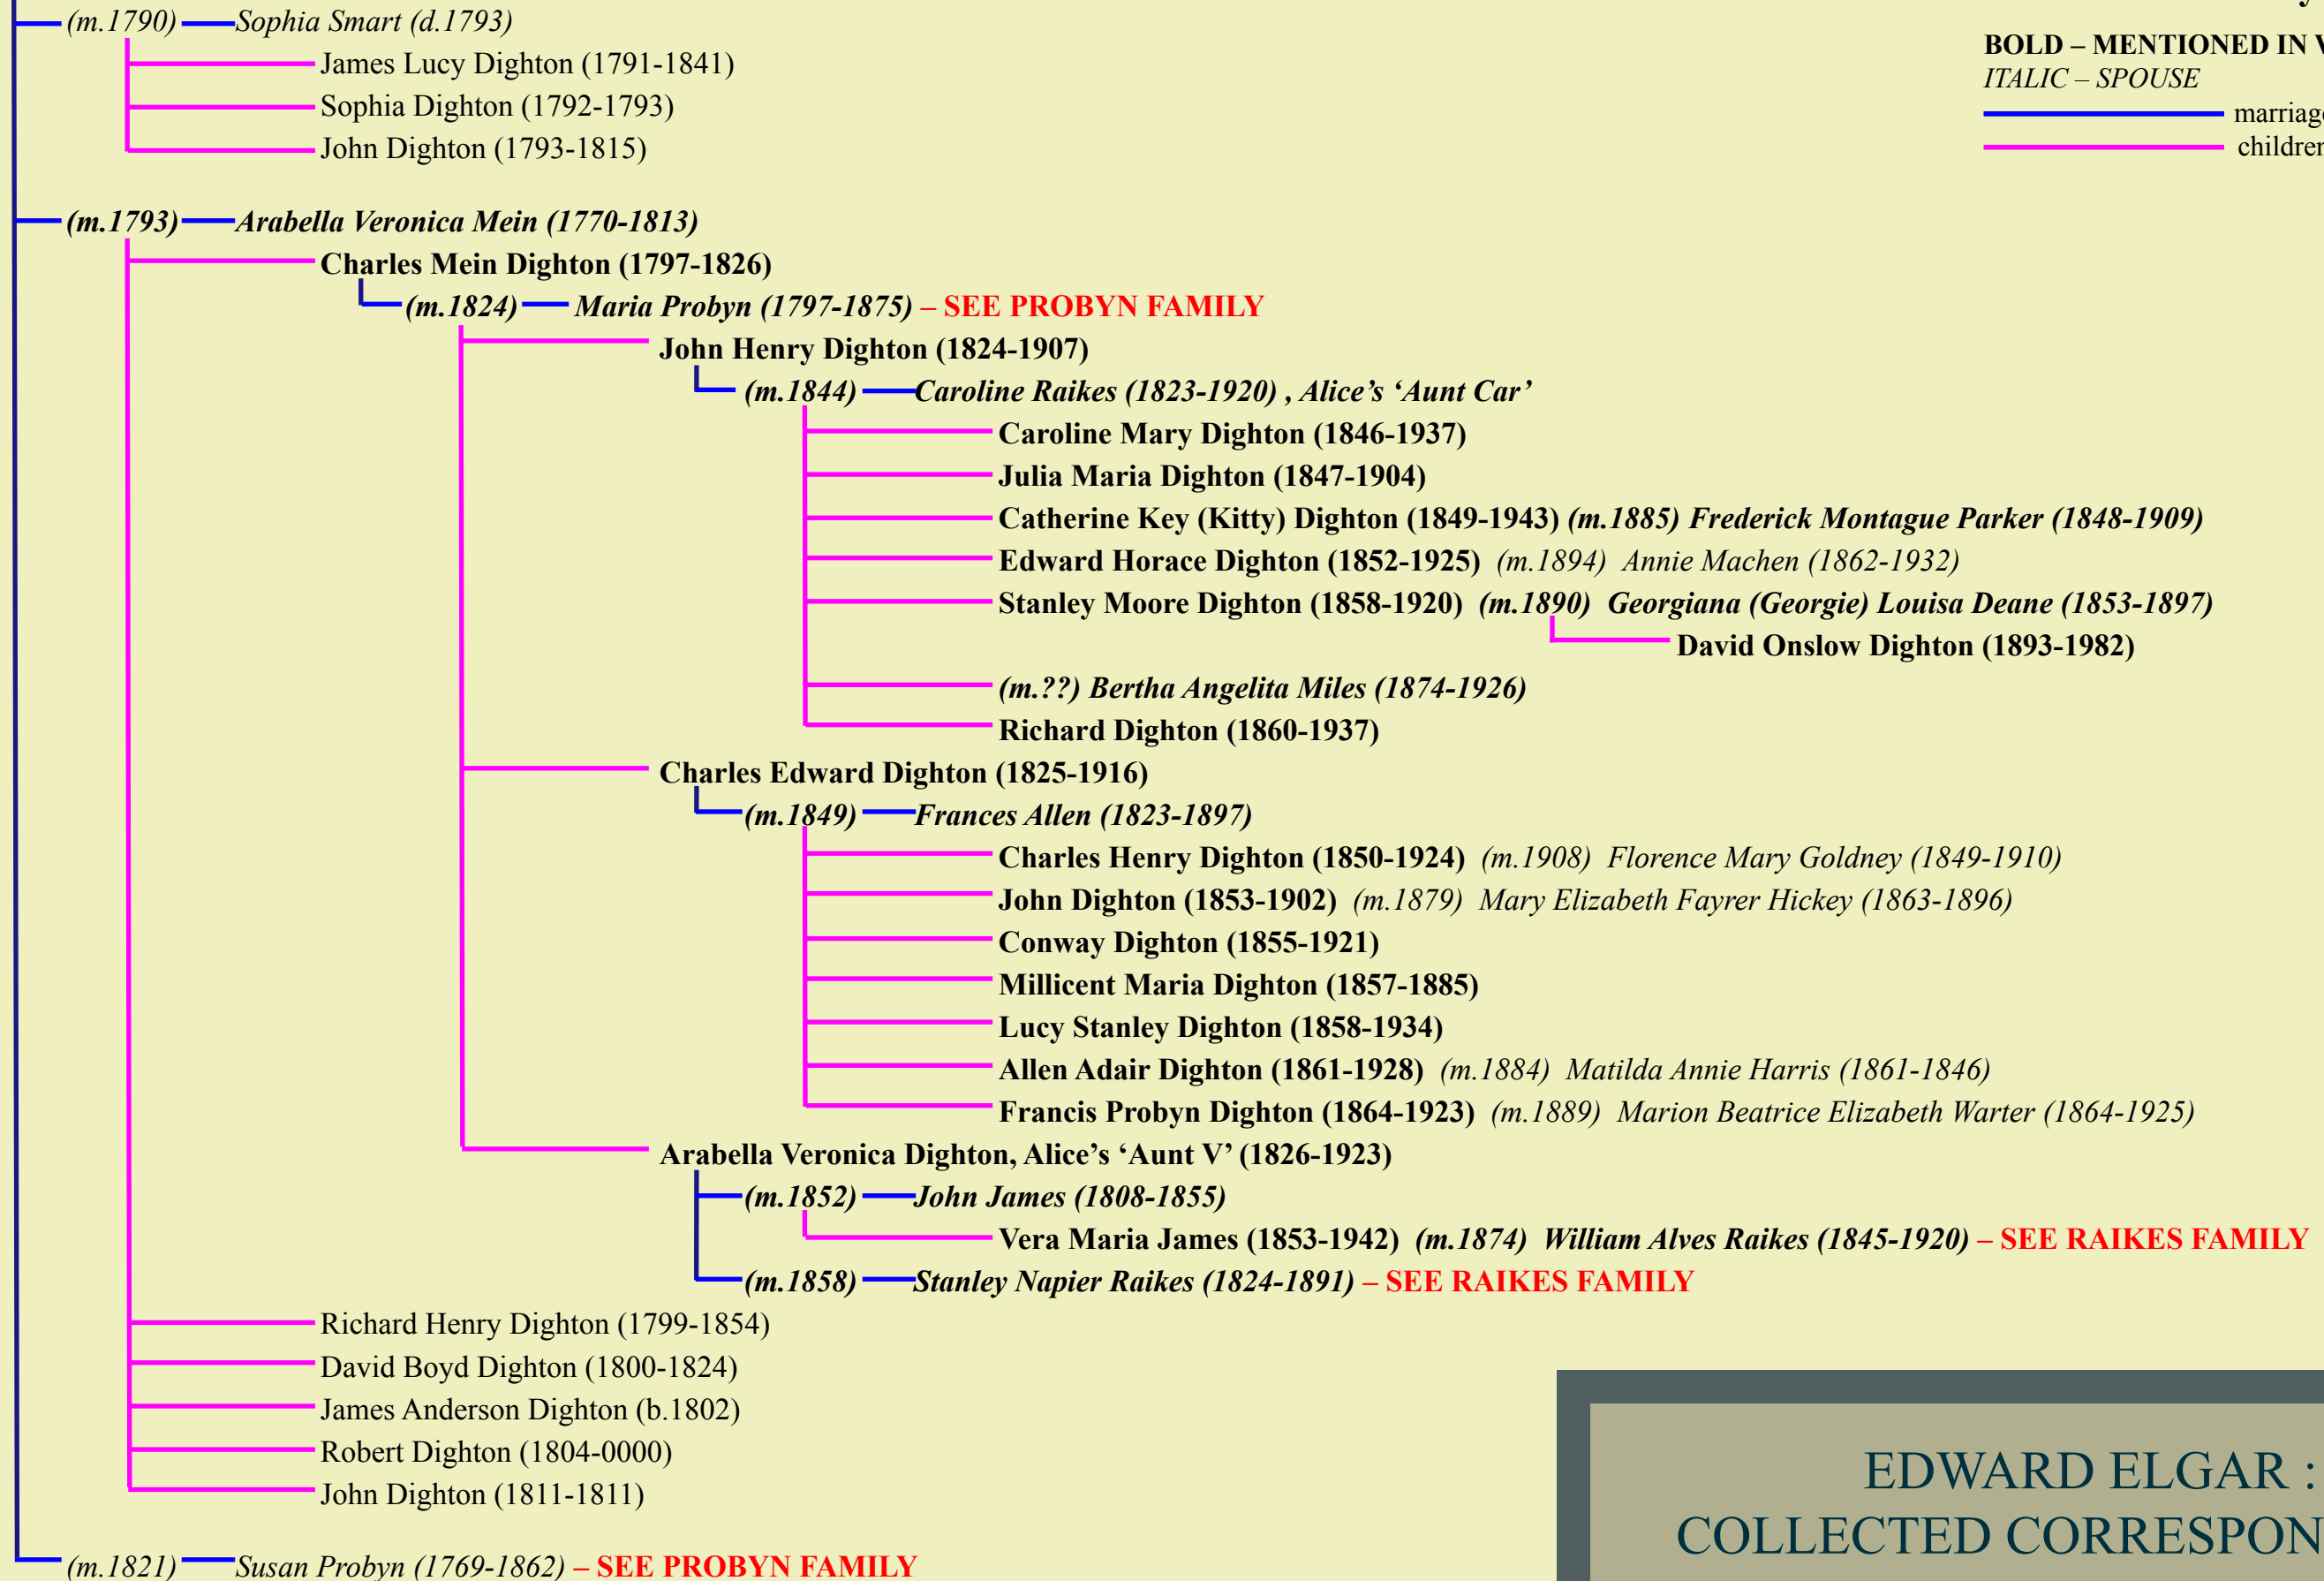 (m.1790) Sophia Smart (d.1793)
BOLD – MENTIONED IN
James Lucy Dighton (1791-1841)
ITALIC – SPOUSE
Sophia Dighton (1792-1793)
marriage
John Dighton (1793-1815)
children
(m.1793) Arabella Veronica Mein (1770-1813)
Charles Mein Dighton (1797-1826)
(m.1824) Maria Probyn (1797-1875) – SEE PROBYN FAMILY
John Henry Dighton (1824-1907)
(m.1844) Caroline Raikes (1823-1920) , Alice’s ‘Aunt Car’
Caroline Mary Dighton (1846-1937)
Julia Maria Dighton (1847-1904)
Catherine Key (Kitty) Dighton (1849-1943) (m.1885) Frederick Montague Parker (1848-1909)
Edward Horace Dighton (1852-1925) (m.1894) Annie Machen (1862-1932)
Stanley Moore Dighton (1858-1920) (m.1890) Georgiana (Georgie) Louisa Deane (1853-1897)
David Onslow Dighton (1893-1982)
(m.??) Bertha Angelita Miles (1874-1926)
Richard Dighton (1860-1937)
Charles Edward Dighton (1825-1916)
(m.1849) Frances Allen (1823-1897)
Charles Henry Dighton (1850-1924) (m.1908) Florence Mary Goldney (1849-1910)
John Dighton (1853-1902) (m.1879) Mary Elizabeth Fayrer Hickey (1863-1896)
Conway Dighton (1855-1921)
Millicent Maria Dighton (1857-1885)
Lucy Stanley Dighton (1858-1934)
Allen Adair Dighton (1861-1928) (m.1884) Matilda Annie Harris (1861-1846)
Francis Probyn Dighton (1864-1923) (m.1889) Marion Beatrice Elizabeth Warter (1864-1925)
Arabella Veronica Dighton, Alice’s ‘Aunt V’ (1826-1923)
(m.1852) John James (1808-1855)
Vera Maria James (1853-1942) (m.1874) William Alves Raikes (1845-1920) – SEE RAIKES FAMILY
(m.1858) Stanley Napier Raikes (1824-1891) – SEE RAIKES FAMILY
Richard Henry Dighton (1799-1854)
David Boyd Dighton (1800-1824)
James Anderson Dighton (b.1802)
Robert Dighton (1804-0000)
John Dighton (1811-1811)
EDWARD ELGAR :
COLLECTED CORRESPON
(m.1821) Susan Probyn (1769-1862) – SEE PROBYN FAMILY